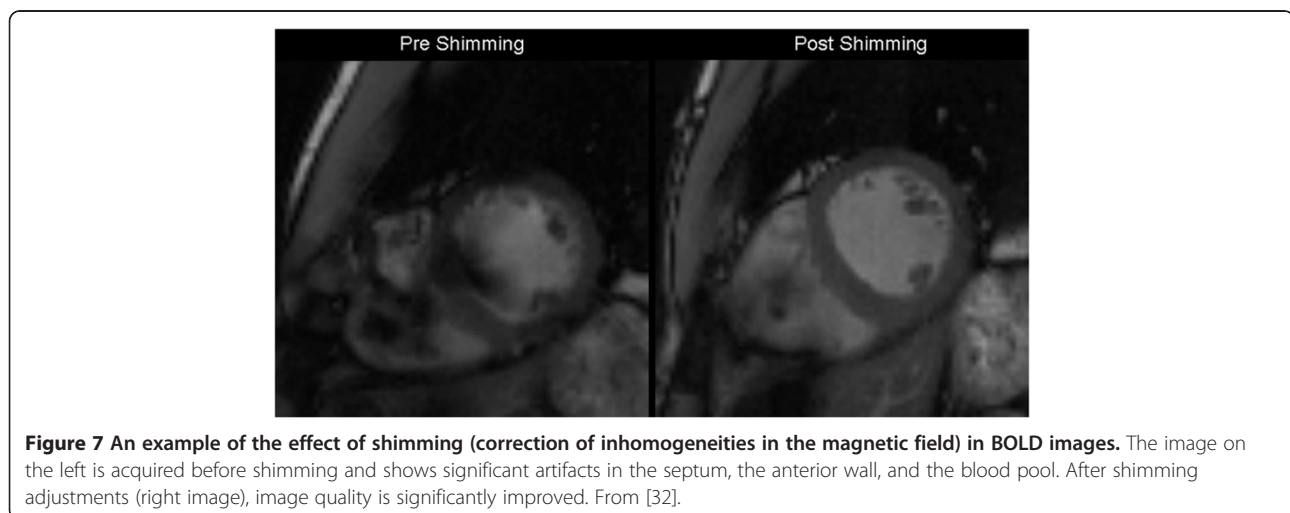 Pre Shimming
Post Shimming
Figure 7 An example of the effect of shimming (correction of inhomogeneities in the magnetic field) in BOLD images. The image on
the left is acquired before shimming and shows significant artifacts in the septum, the anterior wall, and the blood pool. After shimming
adjustments (right image), image quality is significantly improved. From [32].